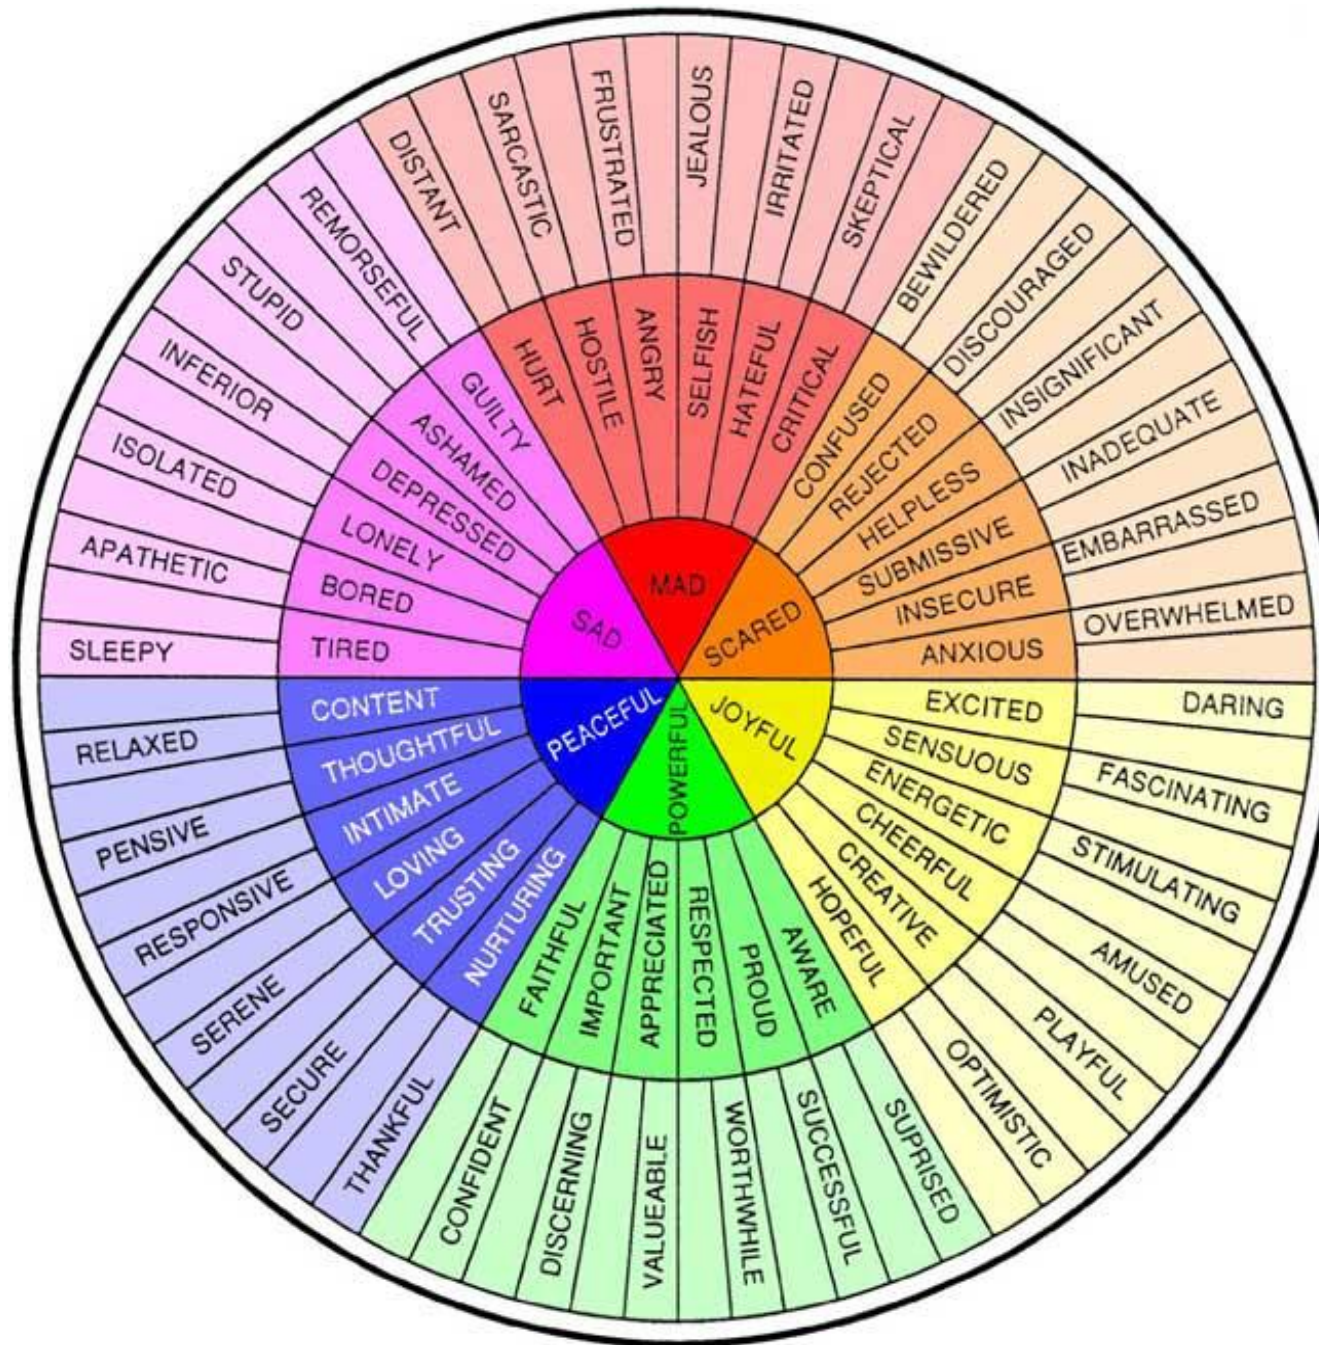 MAD
SCARED
JOYFUL
POWERFUL
PEACEFUL
SAD
HURT
HOSTILE
ANGRY
SELFISH
HATEFUL
CRITICAL
CONFUSED
REJECTED
HELPLESS
SUBMISSIVE
INSECURE
ANXIOUS
EXCITED
SENSUOUS
ENERGETIC
CHEERFUL
CREATIVE
HOPEFUL
AWARE
PROUD
RESPECTED
APPRECIATED
IMPORTANT
FAITHFUL
NURTURING
TRUSTING
LOVING
INTIMATE
THOUGHTFUL
CONTENT
TIRED
BORED
LONELY
DEPRESSED
ASHAMED
GUILTY
DISTANT
SARCASTIC
FRUSTRATED
JEALOUS
IRRITATED
SKEPTICAL
BEWILDERED
DISCOURAGED
INSIGNIFICANT
INADEQUATE
EMBARRASSED
OVERWHELMED
DARING
FASCINATING
STIMULATING
AMUSED
PLAYFUL
OPTIMISTIC
SUPRISED
SUCCESSFUL
WORTHWHILE
VALUEABLE
DISCERNING
CONFIDENT
THANKFUL
SECURE
SERENE
RESPONSIVE
PENSIVE
RELAXED
SLEEPY
APATHETIC
ISOLATED
INFERIOR
STUPID
REMORSEFUL